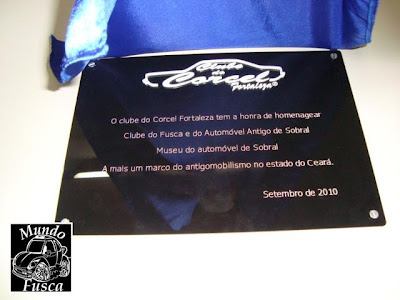 Clube
do
Corcel
Fortaleza®
O clube do Corcel Fortaleza tem a honra de homenagear
Clube do Fusca e do Automóvel Antigo de Sobral
Museu do automóvel de Sobral
A mais um marco do antigomobilismo no estado do Ceará.
Setembro de 2010
Mundo
Fusca